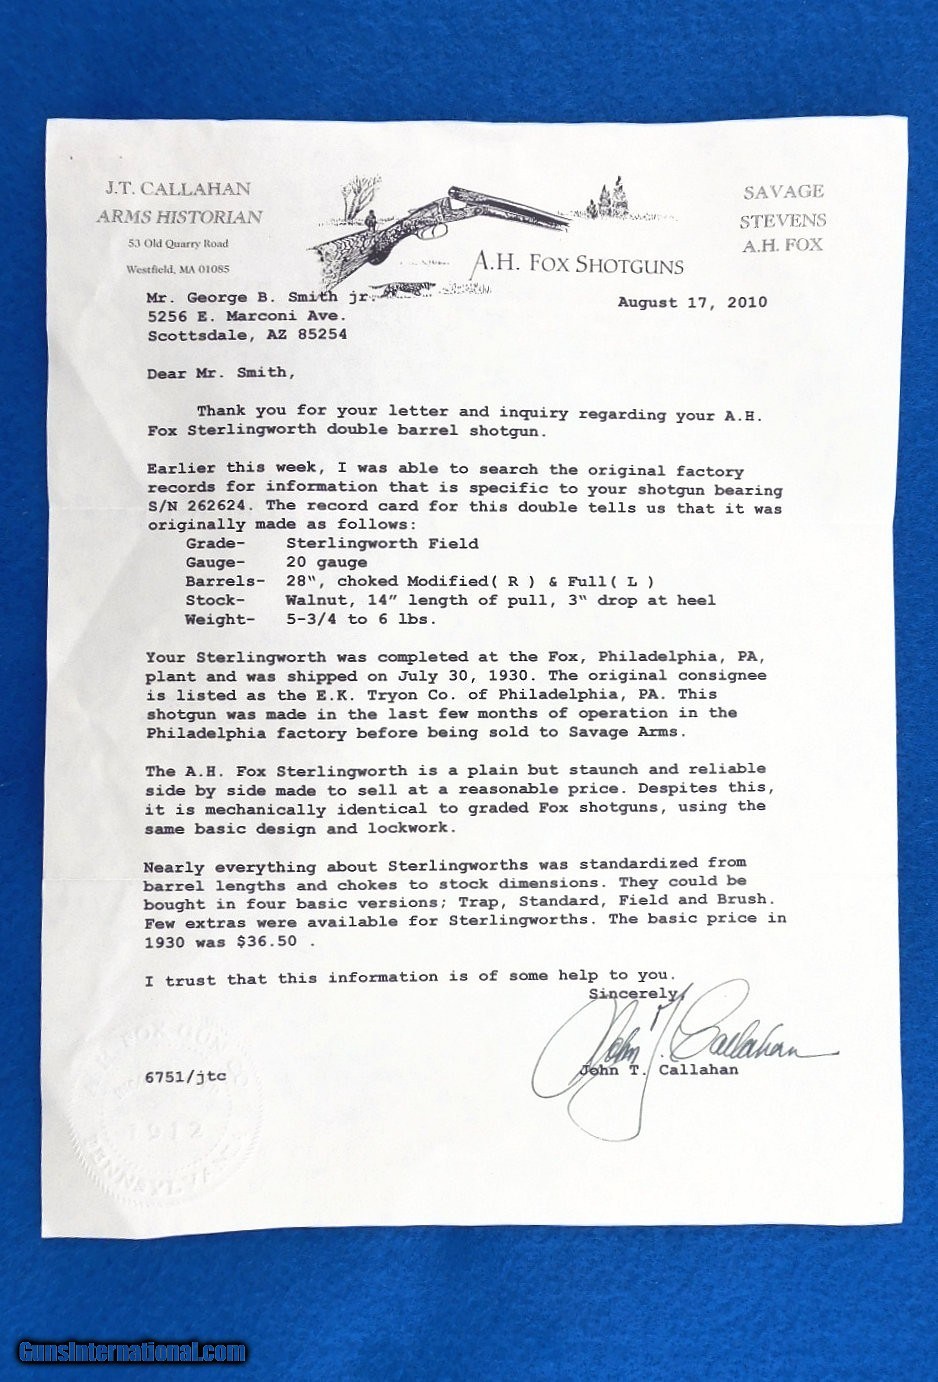 J.T. CALLAHAN
ARMS HISTORIAN
53 Old Quarry Road
Westfield, MA 01085
A.H. FOX SHOTGUNS
SAVAGE
STEVENS
A.H. FOX
Mr. George B. Smith jr
5256 E. Marconi Ave.
Scottsdale, AZ 85254
August 17, 2010
Dear Mr. Smith,
Thank you for your letter and inquiry regarding your A.H.
Fox Sterlingworth double barrel shotgun.
Earlier this week, I was able to search the original factory
records for information that is specific to your shotgun bearing
S/N 262624. The record card for this double tells us that it was
originally made as follows:
Grade- Sterlingworth Field
Gauge- 20 gauge
Barrels- 28", choked Modified( R ) & Full( L )
Stock- Walnut, 14" length of pull, 3" drop at heel
Weight- 5-3/4 to 6 lbs.
Your Sterlingworth was completed at the Fox, Philadelphia, PA,
plant and was shipped on July 30, 1930. The original consignee
is listed as the E.K. Tryon Co. of Philadelphia, PA. This
shotgun was made in the last few months of operation in the
Philadelphia factory before being sold to Savage Arms.
The A.H. Fox Sterlingworth is a plain but staunch and reliable
side by side made to sell at a reasonable price. Despites this,
it is mechanically identical to graded Fox shotguns, using the
same basic design and lockwork.
Nearly everything about Sterlingworths was standardized from
barrel lengths and chokes to stock dimensions. They could be
bought in four basic versions; Trap, Standard, Field and Brush.
Few extras were available for Sterlingworths. The basic price in
1930 was $36.50 .
I trust that this information is of some help to you.
Sincerely,
John T. Callahan
John T. Callahan
6751/jtc
FOX GUN
1912
PENNSYLVANIA
GunsInternational.com